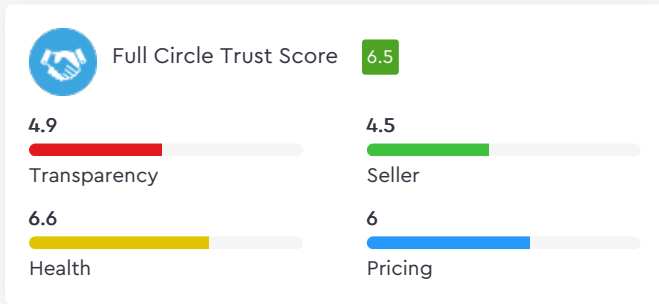 Full Circle Trust Score 6.5
4.9 4.5
Transparency Seller
6.6 6
Health Pricing